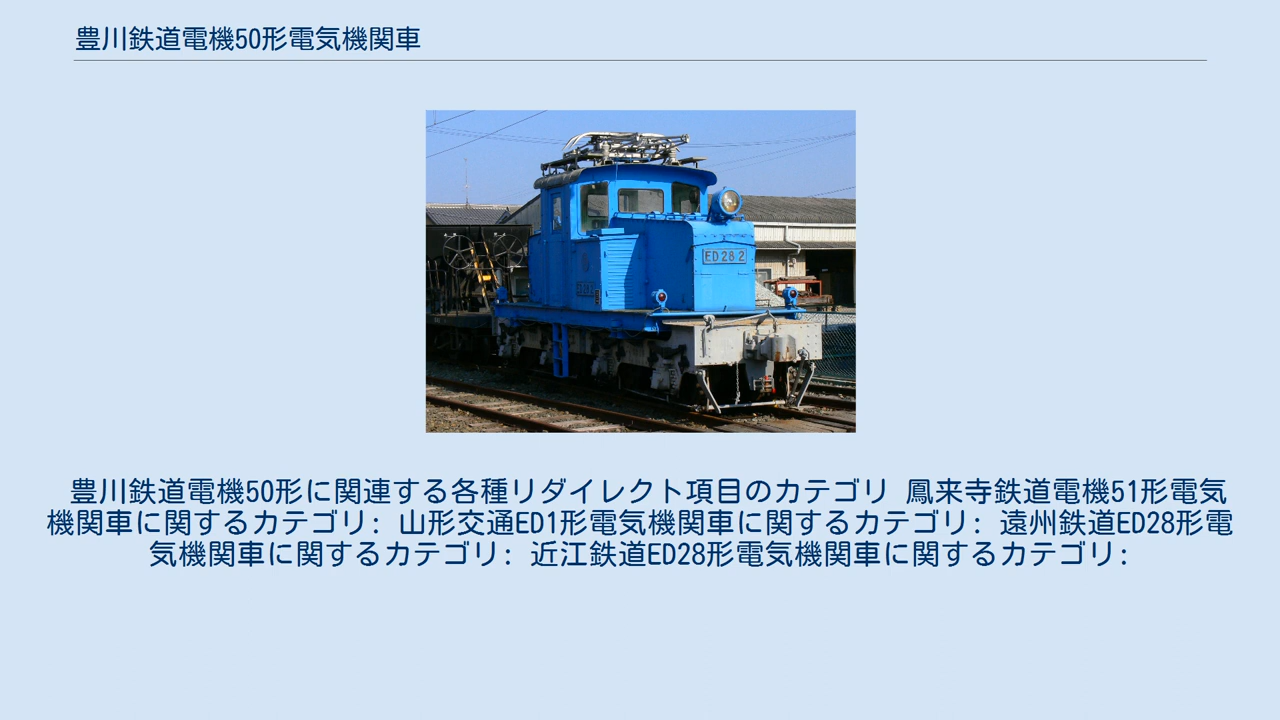 豊川鉄道電機50形電気機関車
ED 28 2
豊川鉄道電機50形に関連する各種リダイレクト項目のカテゴリ 鳳来寺鉄道電機51形電気
機関車に関するカテゴリ: 山形交通ED1形電気機関車に関するカテゴリ: 遠州鉄道ED28形電
気機関車に関するカテゴリ: 近江鉄道ED28形電気機関車に関するカテゴリ: